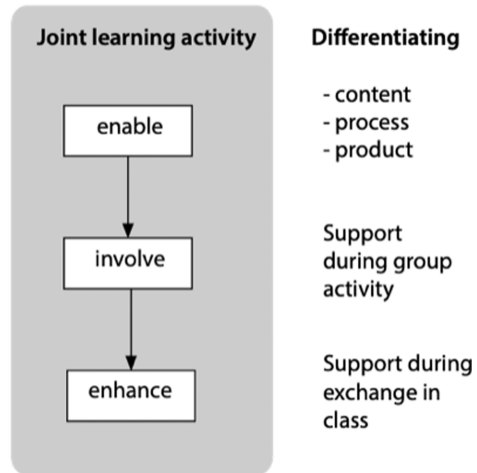 Joint learning activity
Differentiating
enable
- content
- process
- product
involve
Support
during group
activity
enhance
Support during
exchange in
class